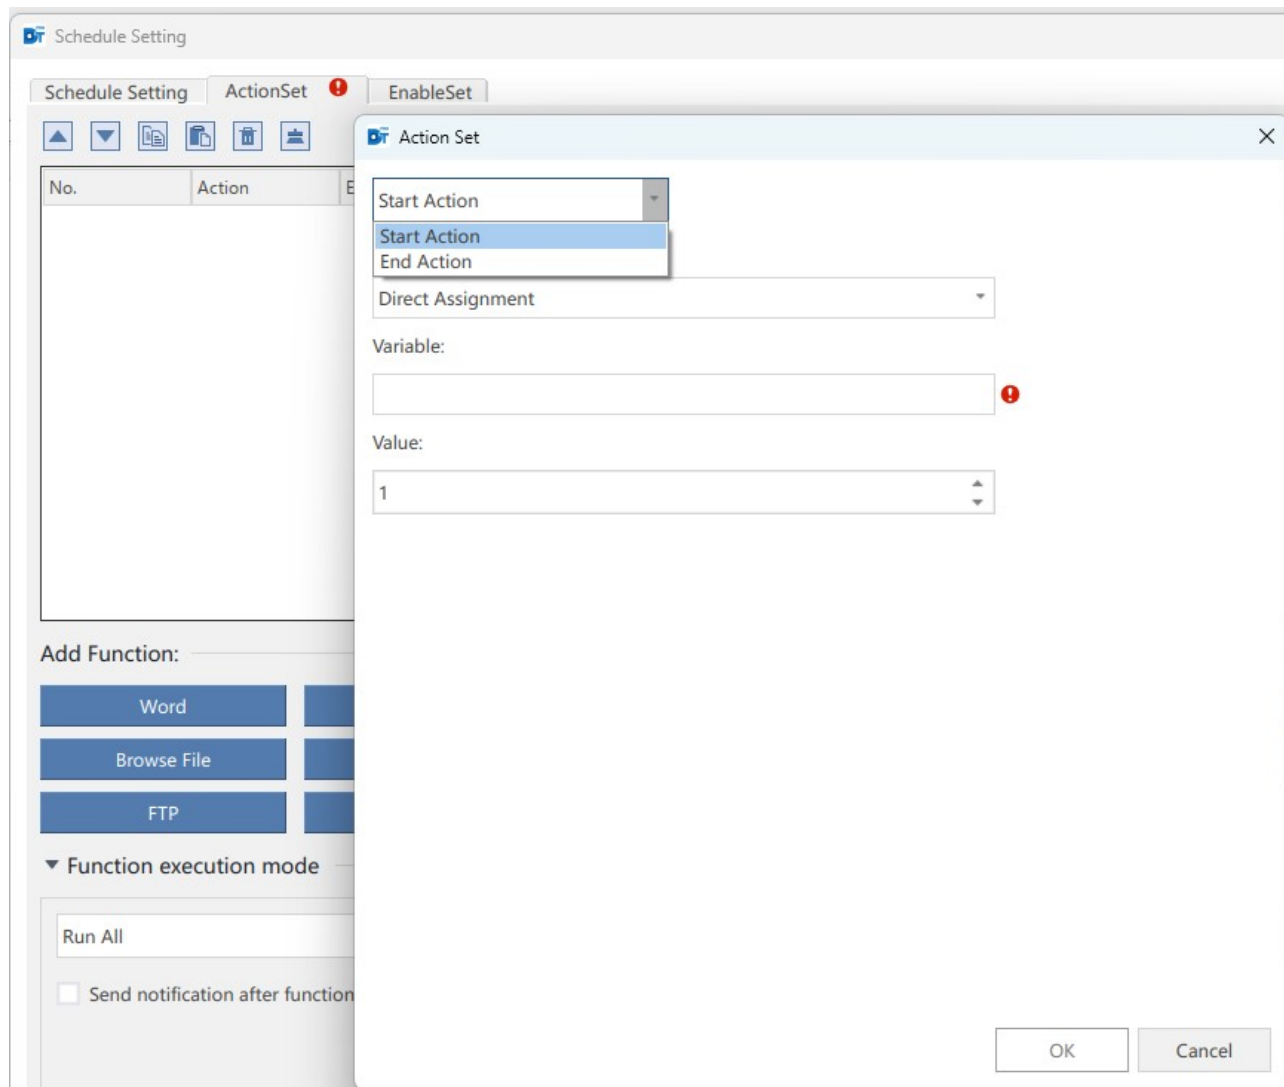 DT Schedule Setting
Schedule Setting ActionSet EnableSet
DT Action Set
No. Action E
Start Action
Start Action
End Action
Direct Assignment
Variable:
Value:
1
Add Function:
Word
Browse File
FTP
Function execution mode
Run All
Send notification after function
OK Cancel